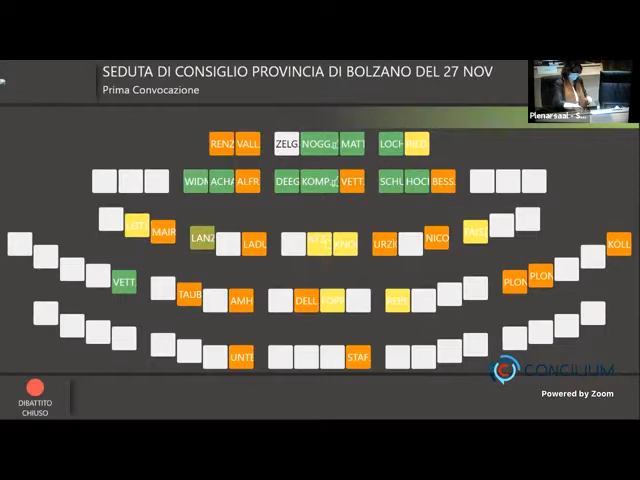 SEDUTA DI CONSIGLIO PROVINCIA DI BOLZANO DEL 27 NOV
Prima Convocazione
Plenarsaal - S...
RENZ VALL. ZELG NOGG. MATT LOCH
WIDM ACHA ALFR DEEG KOMP. VETT. SCHU HOCH BESS.
LEIT MAIR LANZ LADU KNOL URZI NICO FAIS KOLL
VETT. TAUB AMH DELL PLON PLON
UNTE STAF
DIBATTITO
CHIUSO
CONCILIUM
Powered by Zoom